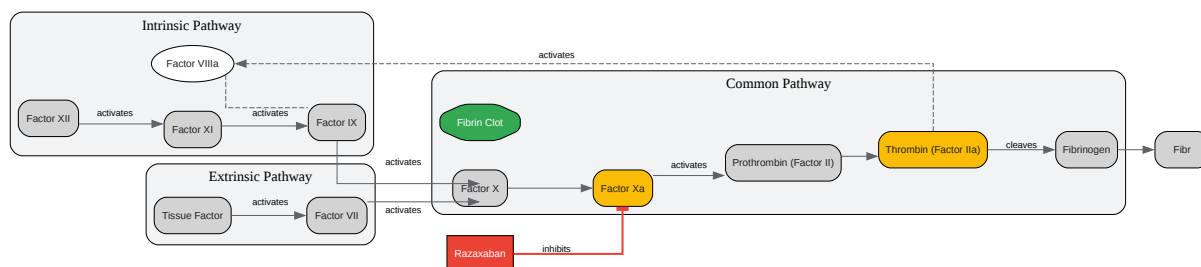 Intrinsic Pathway
Factor VIIIa
activates
Factor XII
activates
Factor XI
activates
Factor IX
Common Pathway
Fibrin Clot
activates
Factor X
Factor Xa
activates
Prothrombin (Factor II)
Thrombin (Factor IIa)
cleaves
Fibrinogen
Fibr
Extrinsic Pathway
Tissue Factor
activates
Factor VII
activates
Razaxaban
inhibits